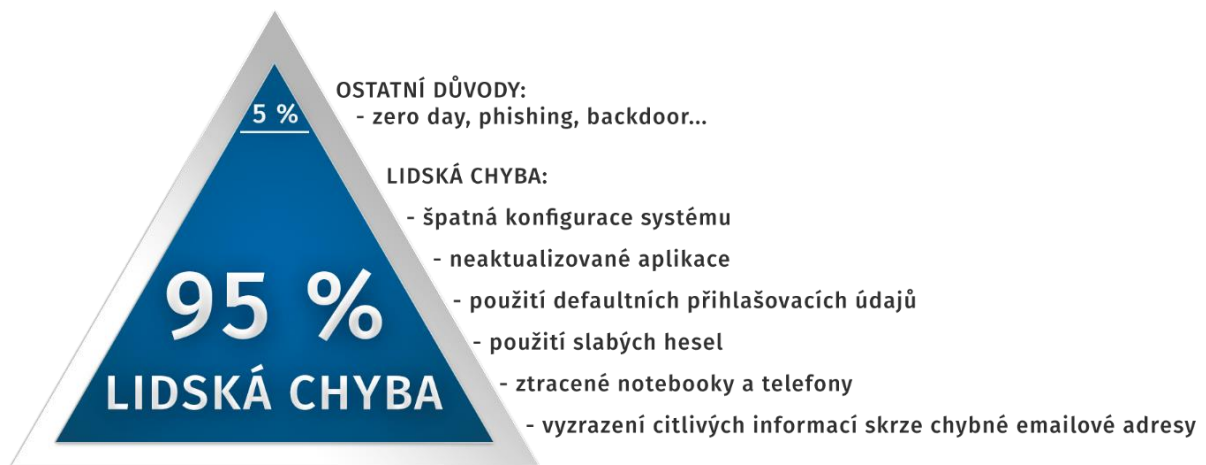 OSTATNÍ DŮVODY:
5 %
- zero day, phishing, backdoor...
LIDSKÁ CHYBA:
- špatná konfigurace systému
- neaktualizované aplikace
- použití defaultních přihlašovacích údajů
- použití slabých hesel
- ztracené notebooky a telefony
- vyzrazení citlivých informací skrze chybné emailové adresy
95 %
LIDSKÁ CHYBA